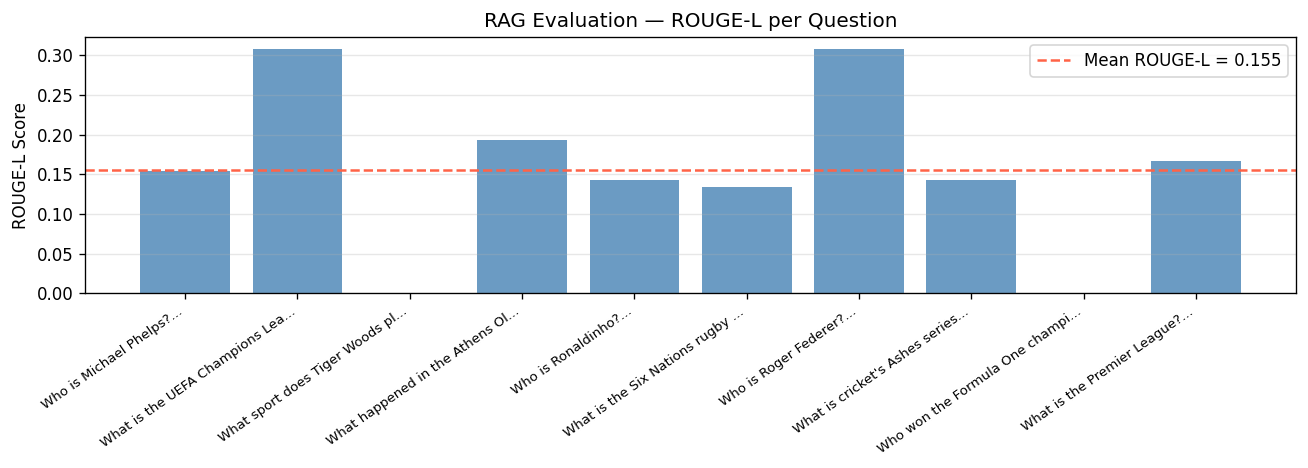 RAG Evaluation — ROUGE-L per Question
Mean ROUGE-L = 0.155
ROUGE-L Score
0.30
0.25
0.20
0.15
0.10
0.05
0.00
Who is Michael Phelps?...
What is the UEFA Champions Lea...
What sport does Tiger Woods pl...
What happened in the Athens Ol...
Who is Ronaldinho?...
What is the Six Nations rugby ...
Who is Roger Federer?...
What is cricket's Ashes series...
Who won the Formula One champi...
What is the Premier League?...